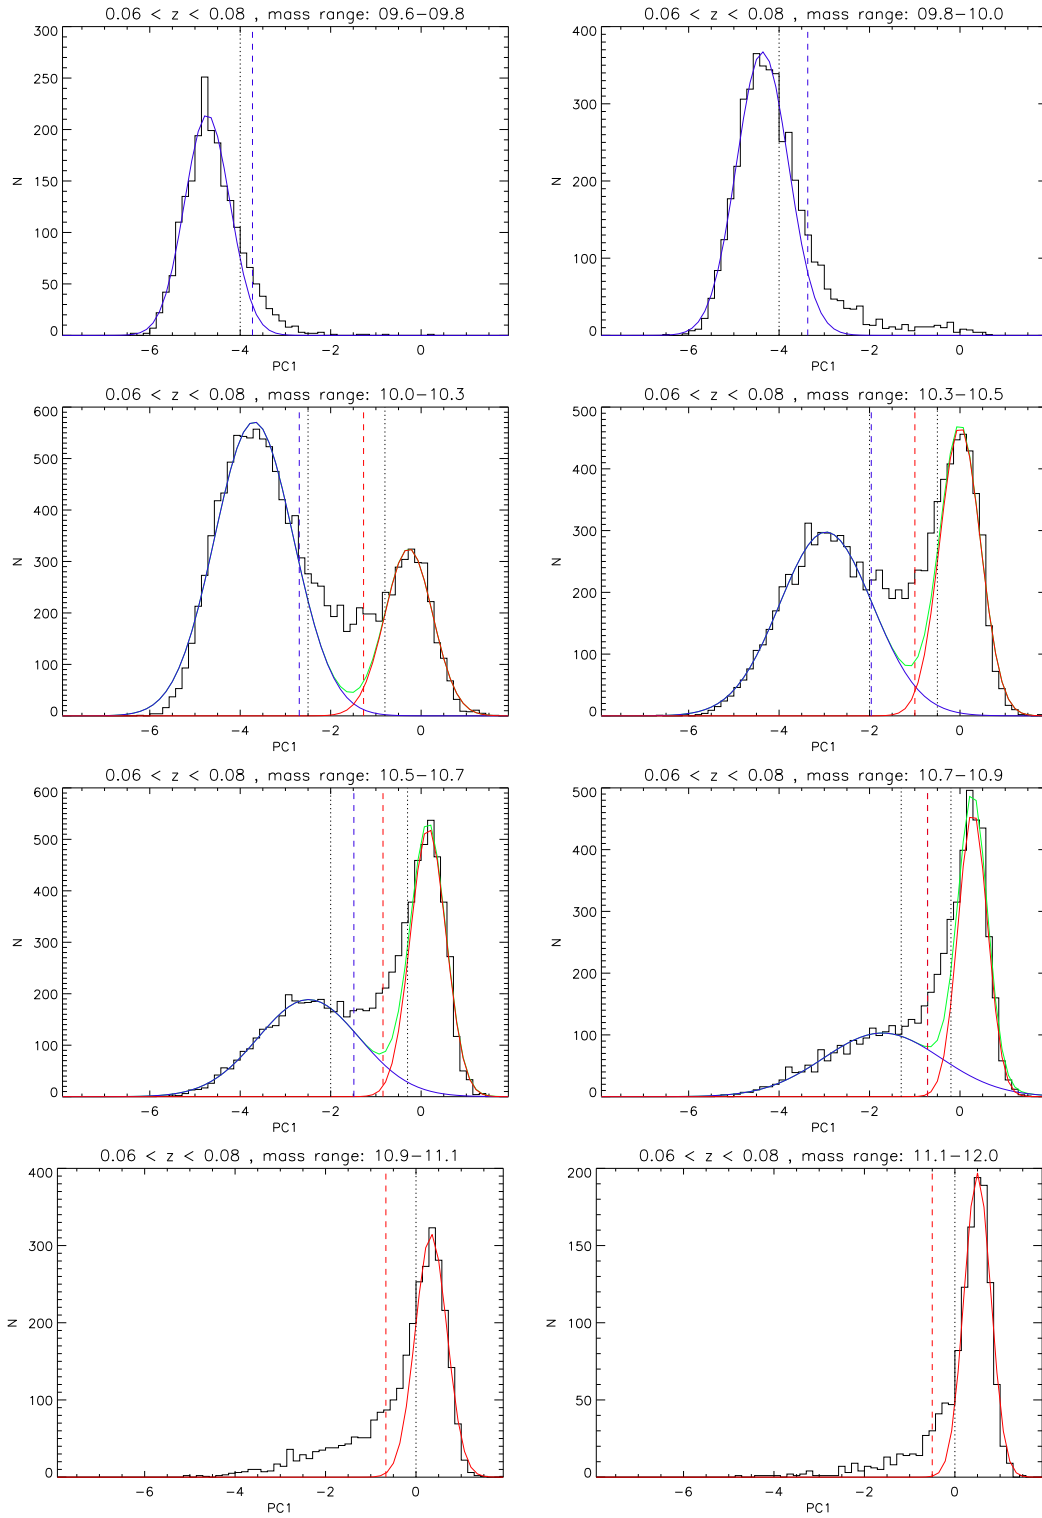 0.06 < z < 0.08 , mass range: 09.6−09.8
300
250
200
150
100
50
0
N
−6 −4 −2 0
PC1
0.06 < z < 0.08 , mass range: 09.8−10.0
400
300
200
100
0
N
−6 −4 −2 0
PC1
0.06 < z < 0.08 , mass range: 10.0−10.3
600
500
400
300
200
100
0
N
−6 −4 −2 0
PC1
0.06 < z < 0.08 , mass range: 10.3−10.5
500
400
300
200
100
0
N
−6 −4 −2 0
PC1
0.06 < z < 0.08 , mass range: 10.5−10.7
600
500
400
300
200
100
0
N
−6 −4 −2 0
PC1
0.06 < z < 0.08 , mass range: 10.7−10.9
500
400
300
200
100
0
N
−6 −4 −2 0
PC1
0.06 < z < 0.08 , mass range: 10.9−11.1
400
300
200
100
0
N
−6 −4 −2 0
PC1
0.06 < z < 0.08 , mass range: 11.1−12.0
200
150
100
50
0
N
−6 −4 −2 0
PC1